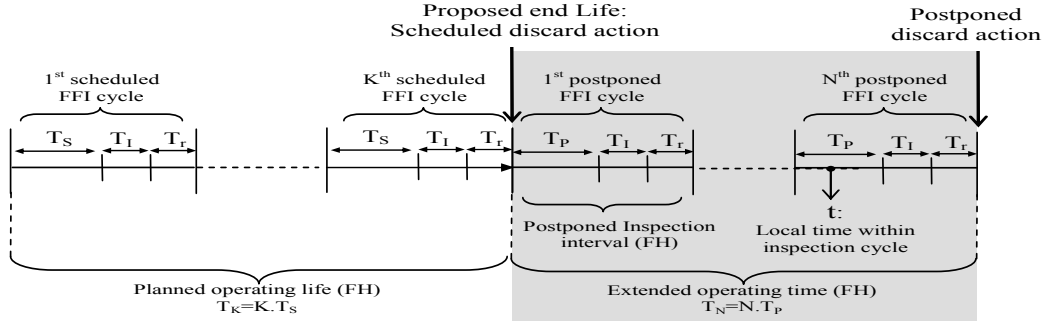 Proposed end Life:
Scheduled discard action
Postponed
discard action
1st scheduled
FFI cycle
Kth scheduled
FFI cycle
1st postponed
FFI cycle
Nth postponed
FFI cycle
TS TI Tr
TS TI Tr
TP TI Tr
TP TI Tr
Postponed Inspection
interval (FH)
t:
Local time within
inspection cycle
Planned operating life (FH)
TK=K.TS
Extended operating time (FH)
TN=N.TP